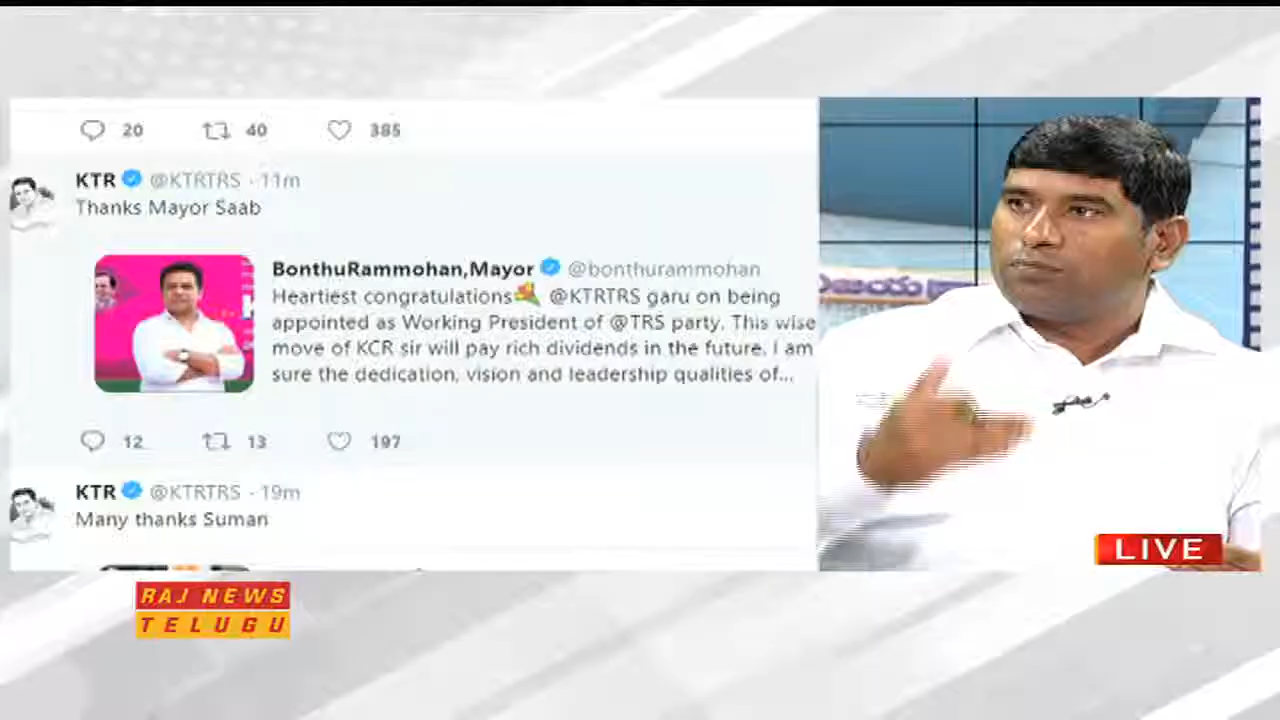 20 40 385
KTR @KTRTRS · 11m
Thanks Mayor Saab
BonthuRammohan,Mayor @bonthurammohan
Heartiest congratulations💐 @KTRTRS garu on being
appointed as Working President of @TRS party. This wise
move of KCR sir will pay rich dividends in the future. I am
sure the dedication, vision and leadership qualities of...
12 13 197
KTR @KTRTRS · 19m
Many thanks Suman
LIVE
RAJ NEWS
TELUGU